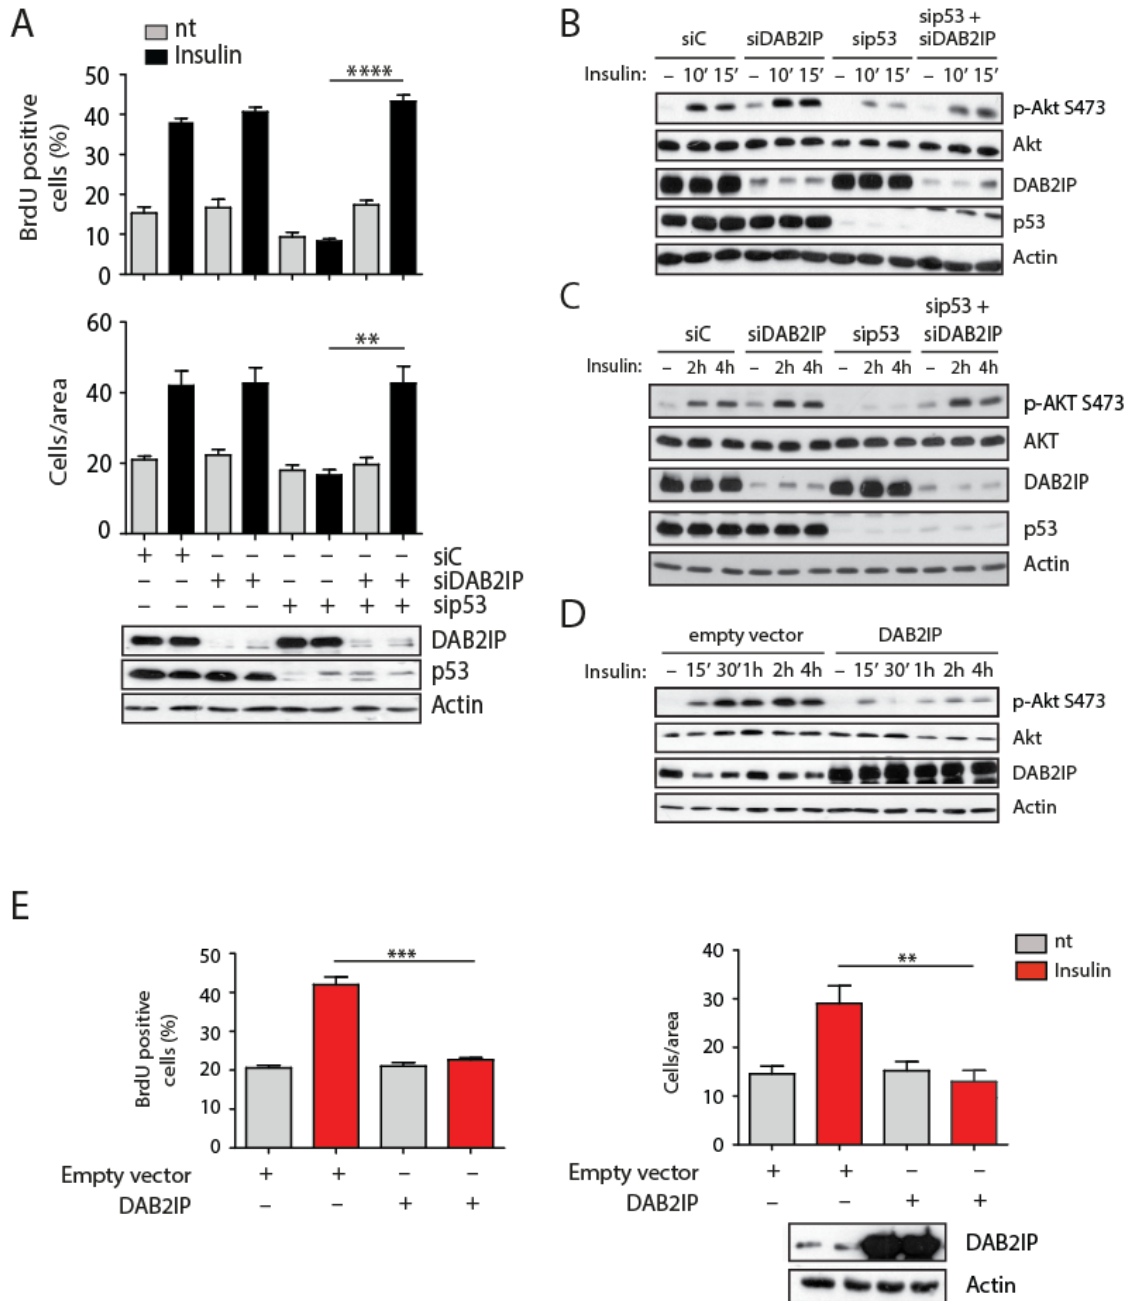 A
nt
Insulin
BrdU positive
cells (%)
50
40
30
20
10
0
****
Cells/area
60
40
20
0
**
+ + – – – – – – siC
– – + + – – + + siDAB2IP
– – – – + + + + sip53
DAB2IP
p53
Actin
B
siC siDAB2IP sip53 sip53 +
siDAB2IP
Insulin: – 10′ 15′ – 10′ 15′ – 10′ 15′ – 10′ 15′
p-Akt S473
Akt
DAB2IP
p53
Actin
C
siC siDAB2IP sip53 sip53 +
siDAB2IP
Insulin: – 2h 4h – 2h 4h – 2h 4h – 2h 4h
p-AKT S473
AKT
DAB2IP
p53
Actin
D
empty vector DAB2IP
Insulin: – 15′ 30′ 1h 2h 4h – 15′ 30′ 1h 2h 4h
p-Akt S473
Akt
DAB2IP
Actin
E
BrdU positive
cells (%)
50
40
30
20
10
0
***
Empty vector + + – –
DAB2IP – – + +
Cells/area
40
30
20
10
0
**
nt
Insulin
Empty vector + + – –
DAB2IP – – + +
DAB2IP
Actin